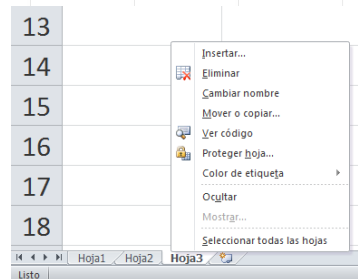 13
Insertar...
14
Eliminar
Cambiar nombre
15
Mover o copiar...
Ver código
16
Proteger hoja...
Color de etiqueta
17
Ocultar
Mostrar...
18
Seleccionar todas las hojas
Hoja1 Hoja2 Hoja3
Listo